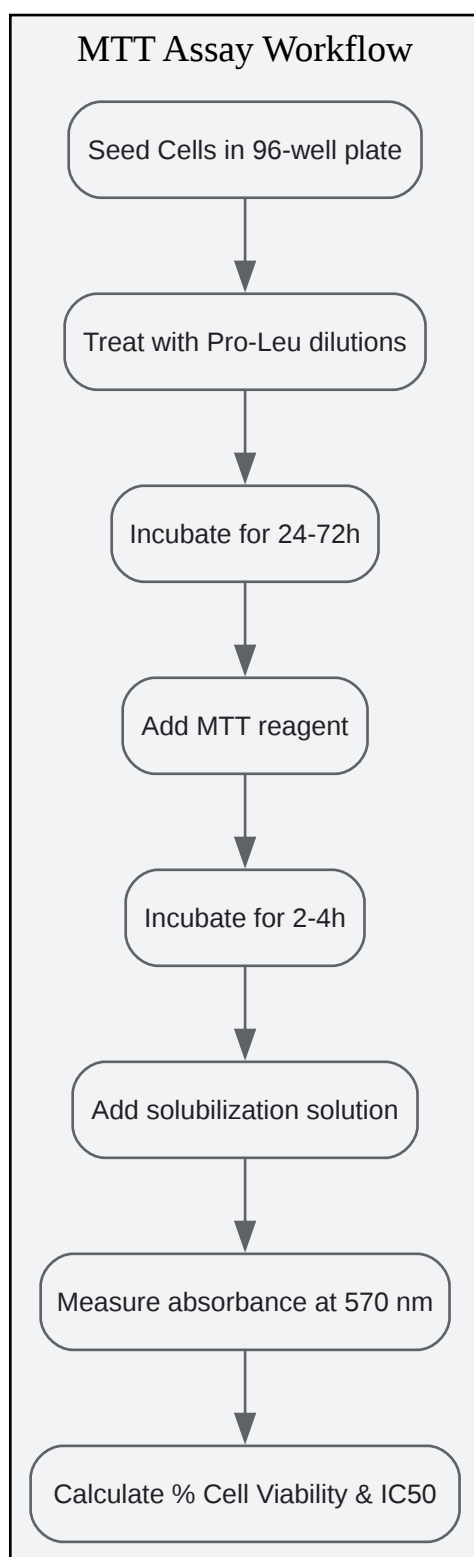 MTT Assay Workflow
Seed Cells in 96-well plate
Treat with Pro-Leu dilutions
Incubate for 24-72h
Add MTT reagent
Incubate for 2-4h
Add solubilization solution
Measure absorbance at 570 nm
Calculate % Cell Viability & IC50